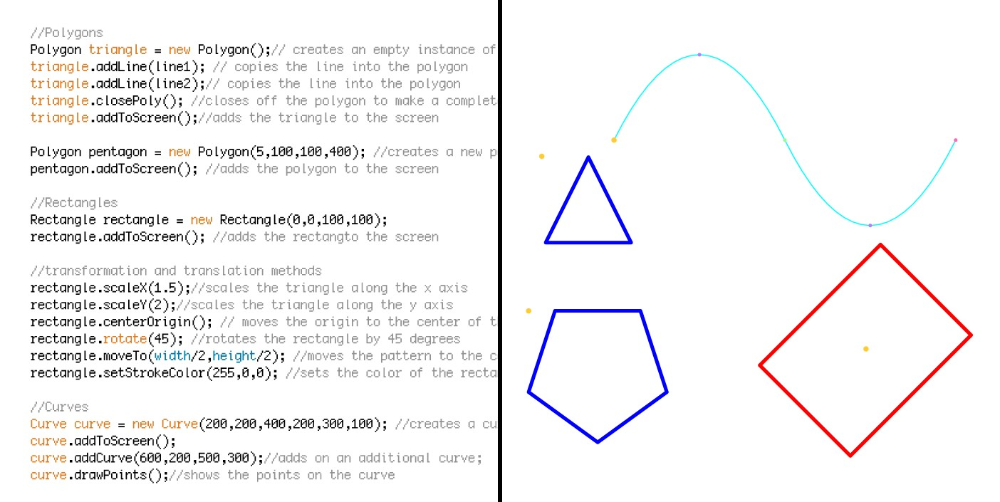 //Polygons
Polygon triangle = new Polygon();// creates an empty instance of
triangle.addLine(line1); // copies the line into the polygon
triangle.addLine(line2);// copies the line into the polygon
triangle.closePoly(); //closes off the polygon to make a complet
triangle.addToScreen();//adds the triangle to the screen
Polygon pentagon = new Polygon(5,100,100,400); //creates a new p
pentagon.addToScreen(); //adds the polygon to the screen
//Rectangles
Rectangle rectangle = new Rectangle(0,0,100,100);
rectangle.addToScreen(); //adds the rectangto the screen
//transformation and translation methods
rectangle.scaleX(1.5);//scales the triangle along the x axis
rectangle.scaleY(2);//scales the triangle along the y axis
rectangle.centerOrigin(); // moves the origin to the center of t
rectangle.rotate(45); //rotates the rectangle by 45 degrees
rectangle.moveTo(width/2,height/2); //moves the pattern to the c
rectangle.setStrokeColor(255,0,0); //sets the color of the recta
//Curves
Curve curve = new Curve(200,200,400,200,300,100); //creates a cu
curve.addToScreen();
curve.addCurve(600,200,500,300);//adds on an additional curve;
curve.drawPoints();//shows the points on the curve